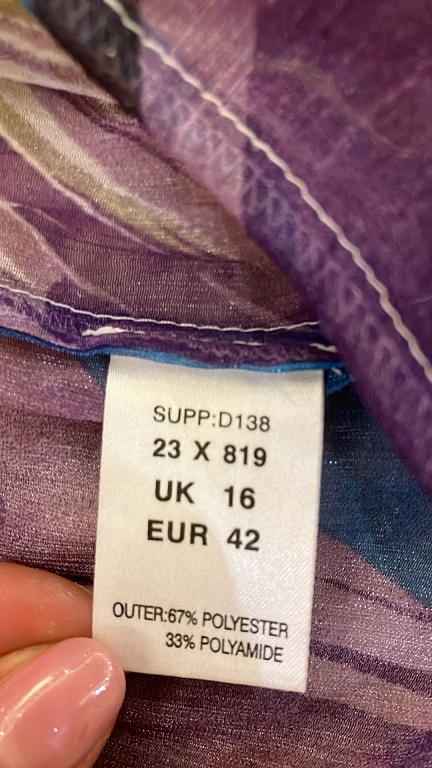 SUPP:D138
23 X 819
UK 16
EUR 42
OUTER:67% POLYESTER
33% POLYAMIDE